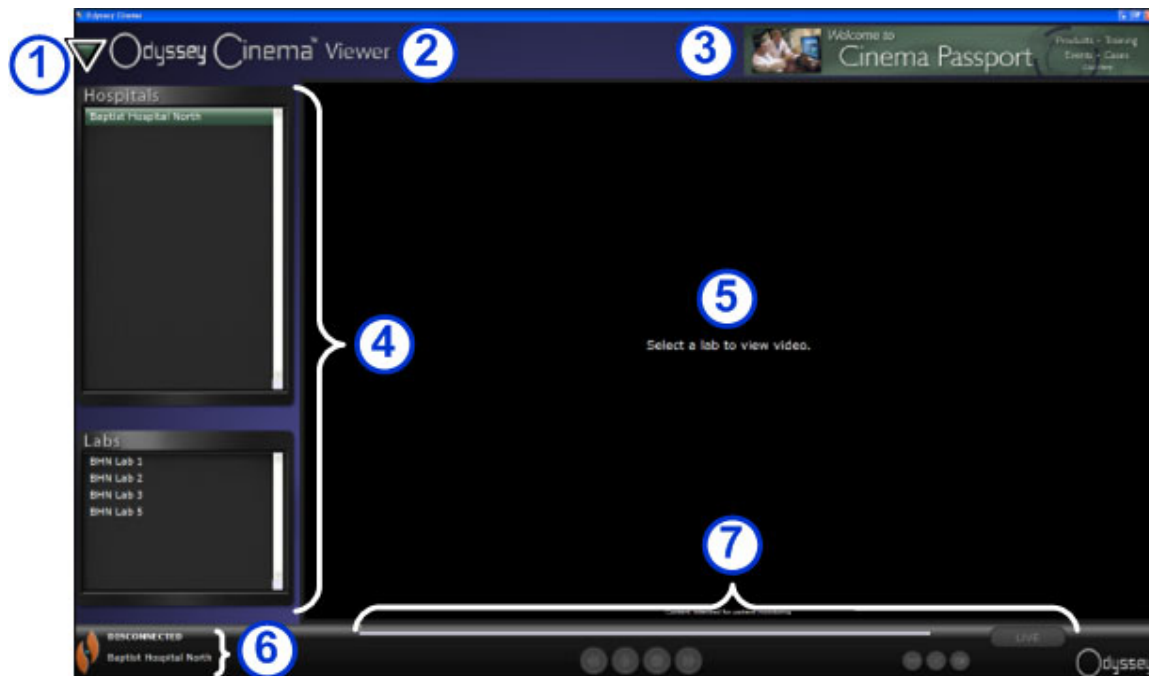 Odyssey Cinema
1
Odyssey Cinema™ Viewer
2
3
Welcome to
Cinema Passport
Products - Training
Events - Cases
Hospitals
Baptist Hospital North
4
5
Select a lab to view video.
Labs
BHN Lab 1
BHN Lab 2
BHN Lab 3
BHN Lab 5
7
DISCONNECTED
Baptist Hospital North
6
LIVE
Odyssey